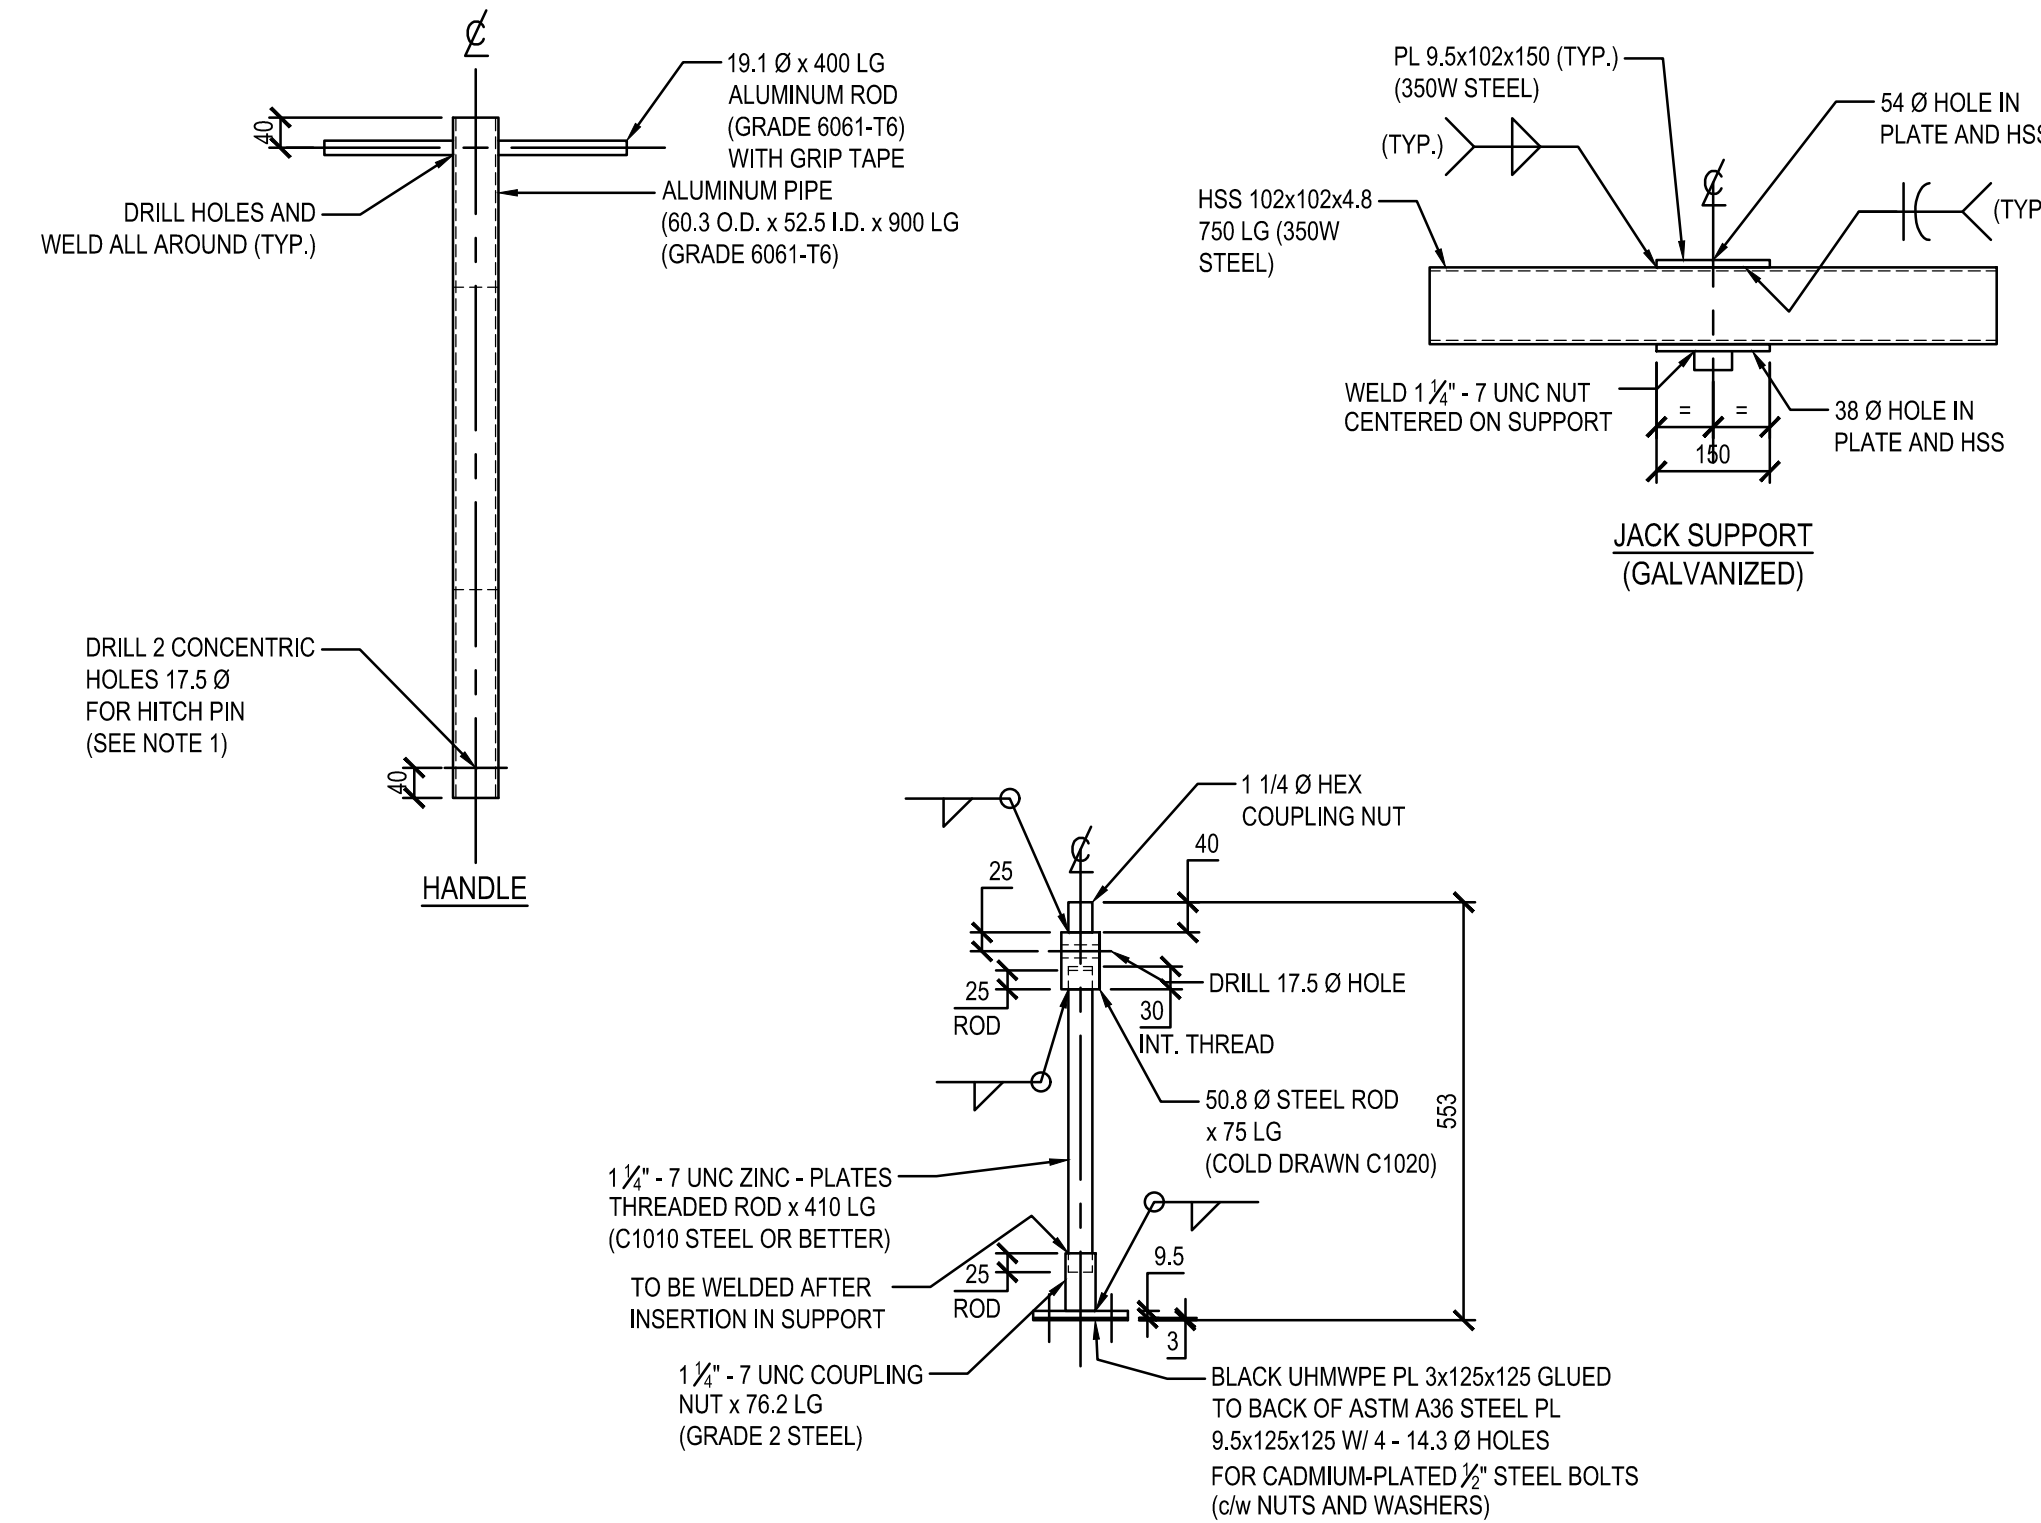 ℄
19.1 Ø x 400 LG
ALUMINUM ROD
(GRADE 6061-T6)
WITH GRIP TAPE
40
ALUMINUM PIPE
(60.3 O.D. x 52.5 I.D. x 900 LG
(GRADE 6061-T6)
DRILL HOLES AND
WELD ALL AROUND (TYP.)
DRILL 2 CONCENTRIC
HOLES 17.5 Ø
FOR HITCH PIN
(SEE NOTE 1)
40
HANDLE
PL 9.5x102x150 (TYP.)
(350W STEEL)
54 Ø HOLE IN
PLATE AND HSS
(TYP.)
℄
HSS 102x102x4.8
750 LG (350W
STEEL)
(TYP
WELD 1 1/4" - 7 UNC NUT
CENTERED ON SUPPORT
= =
150
38 Ø HOLE IN
PLATE AND HSS
JACK SUPPORT
(GALVANIZED)
1 1/4 Ø HEX
COUPLING NUT
℄
40
25
DRILL 17.5 Ø HOLE
25
ROD
30
INT. THREAD
50.8 Ø STEEL ROD
x 75 LG
(COLD DRAWN C1020)
553
1 1/4" - 7 UNC ZINC - PLATES
THREADED ROD x 410 LG
(C1010 STEEL OR BETTER)
TO BE WELDED AFTER
INSERTION IN SUPPORT
25
ROD
9.5
3
1 1/4" - 7 UNC COUPLING
NUT x 76.2 LG
(GRADE 2 STEEL)
BLACK UHMWPE PL 3x125x125 GLUED
TO BACK OF ASTM A36 STEEL PL
9.5x125x125 W/ 4 - 14.3 Ø HOLES
FOR CADMIUM-PLATED 1/2" STEEL BOLTS
(c/w NUTS AND WASHERS)